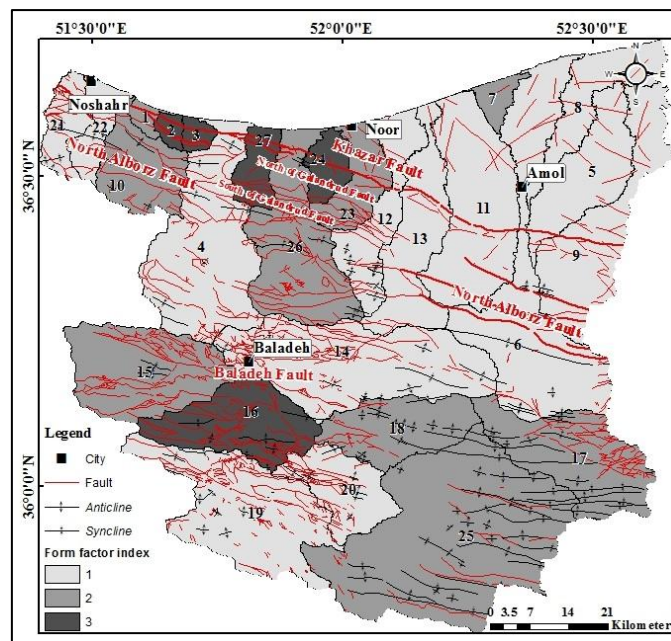 51°30'0"E 52°0'0"E 52°30'0"E
N
W E
S
Noshahr
7
8
21 22 1 2 3 27 Noor
24 Khazar Fault
5
Amol
North Alborz Fault
North of Galandrud Fault
36°30'0"N
10
South of Galandrud Fault
23 12 11
13
4 26 9
North Alborz Fault
6
Baladeh 14
15 Baladeh Fault
16
18
17
Legend
City
Fault
Anticline
Syncline
Form factor index
1
2
3
36°0'0"N
20
19
25
0 3.5 7 14 21
Kilometer